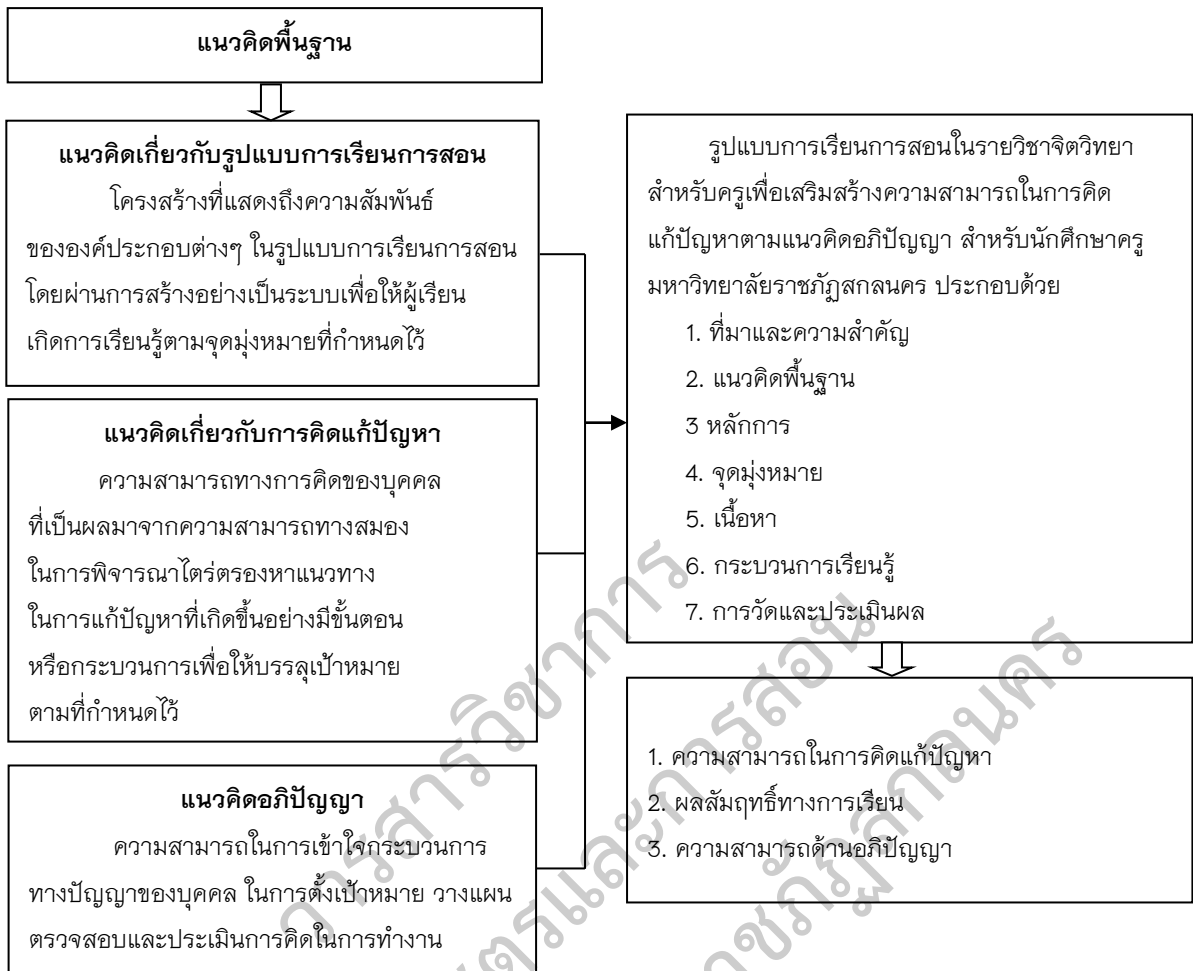 แนวคิดพื้นฐาน
แนวคิดเกี่ยวกับรูปแบบการเรียนการสอน
โครงสร้างที่แสดงถึงความสัมพันธ์
ขององค์ประกอบต่างๆ ในรูปแบบการเรียนการสอน
โดยผ่านการสร้างอย่างเป็นระบบเพื่อให้ผู้เรียน
เกิดการเรียนรู้ตามจุดมุ่งหมายที่กำหนดไว้
แนวคิดเกี่ยวกับการคิดแก้ปัญหา
ความสามารถทางการคิดของบุคคล
ที่เป็นผลมาจากความสามารถทางสมอง
ในการพิจารณาไตร่ตรองหาแนวทาง
ในการแก้ปัญหาที่เกิดขึ้นอย่างมีขั้นตอน
หรือกระบวนการเพื่อให้บรรลุเป้าหมาย
ตามที่กำหนดไว้
แนวคิดอภิปัญญา
ความสามารถในการเข้าใจกระบวนการ
ทางปัญญาของบุคคล ในการตั้งเป้าหมาย วางแผน
ตรวจสอบและประเมินการคิดในการทำงาน
รูปแบบการเรียนการสอนในรายวิชาจิตวิทยา
สำหรับครูเพื่อเสริมสร้างความสามารถในการคิด
แก้ปัญหาตามแนวคิดอภิปัญญา สำหรับนักศึกษาครู
มหาวิทยาลัยราชภัฏสกลนคร ประกอบด้วย
1. ที่มาและความสำคัญ
2. แนวคิดพื้นฐาน
3 หลักการ
4. จุดมุ่งหมาย
5. เนื้อหา
6. กระบวนการเรียนรู้
7. การวัดและประเมินผล
1. ความสามารถในการคิดแก้ปัญหา
2. ผลสัมฤทธิ์ทางการเรียน
3. ความสามารถด้านอภิปัญญา